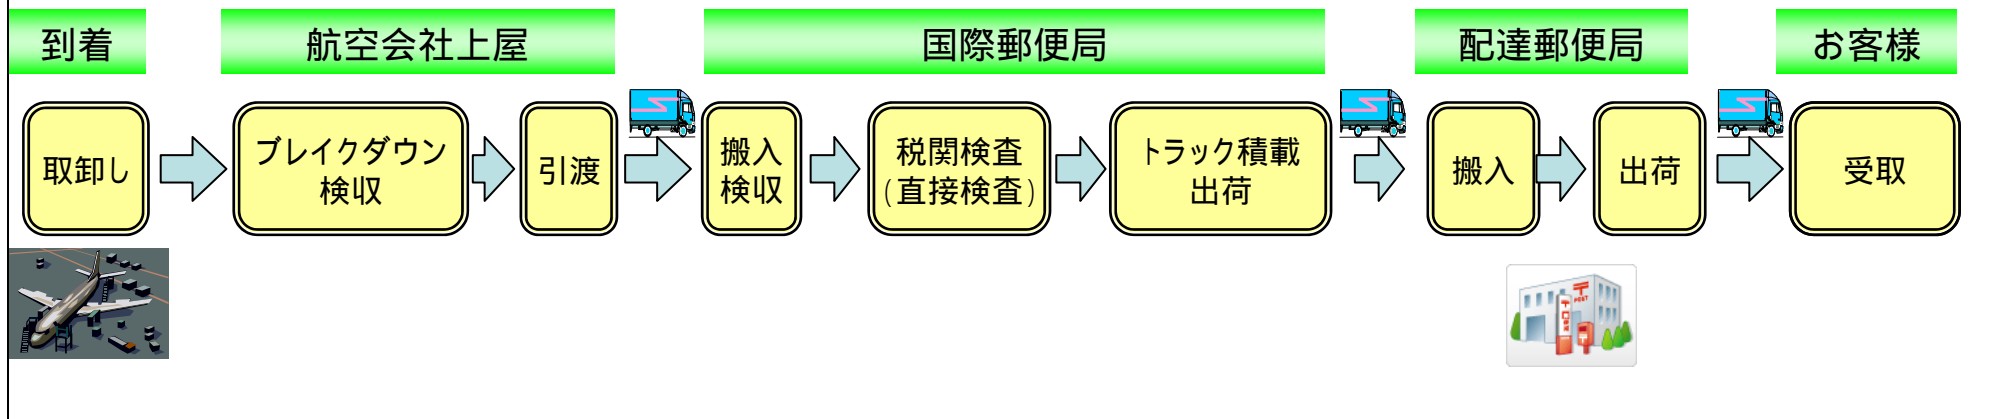 到着
航空会社上屋
国際郵便局
配達郵便局
お客様
取卸し
ブレイクダウン
検収
引渡
搬入
検収
税関検査
(直接検査)
トラック積載
出荷
搬入
出荷
受取
〒
POST